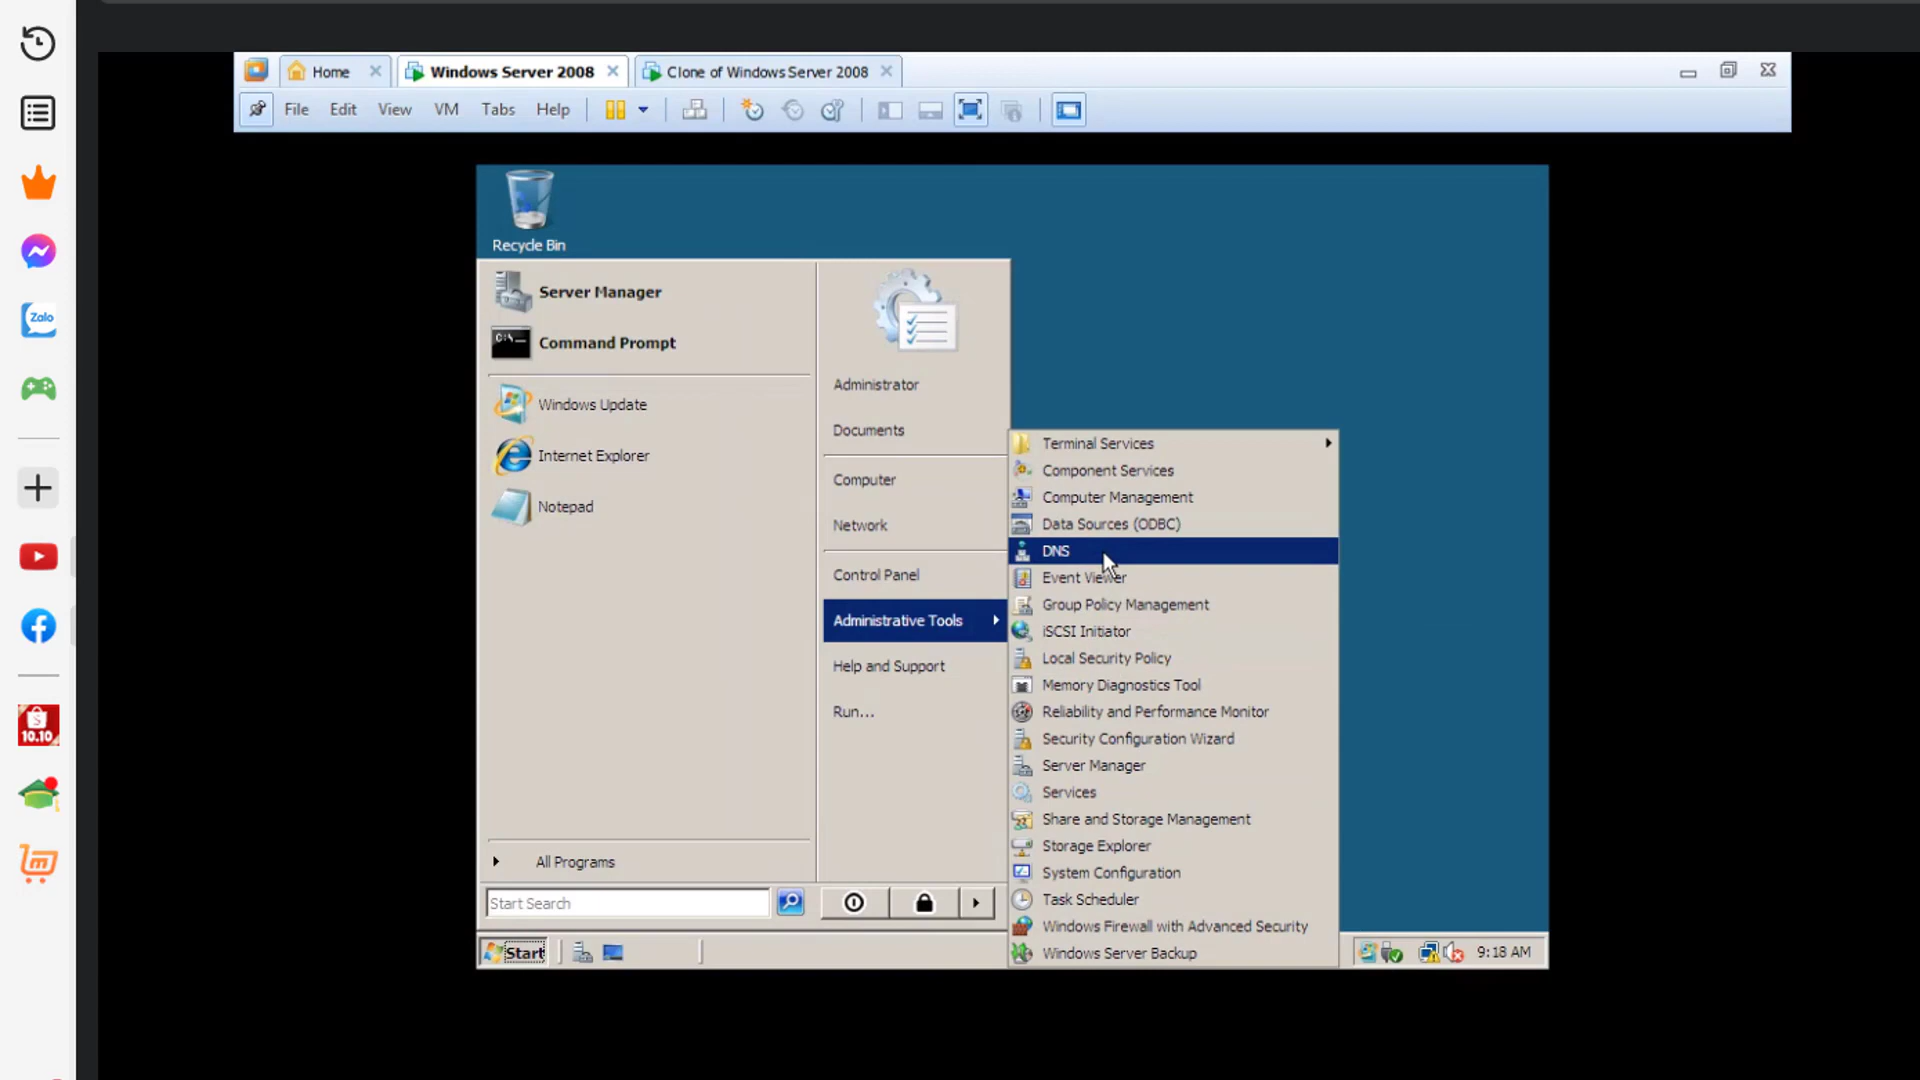 Home
Windows Server 2008
Clone of Windows Server 2008
File Edit View VM Tabs Help
Recycle Bin
Server Manager
C:\_
Command Prompt
Windows Update
Internet Explorer
Notepad
All Programs
Start Search
Administrator
Documents
Computer
Network
Control Panel
Administrative Tools
Help and Support
Run...
Terminal Services
Component Services
Computer Management
Data Sources (ODBC)
DNS
Event Viewer
Group Policy Management
iSCSI Initiator
Local Security Policy
Memory Diagnostics Tool
Reliability and Performance Monitor
Security Configuration Wizard
Server Manager
Services
Share and Storage Management
Storage Explorer
System Configuration
Task Scheduler
Windows Firewall with Advanced Security
Windows Server Backup
Start
9:18 AM
Zalo
S
10.10